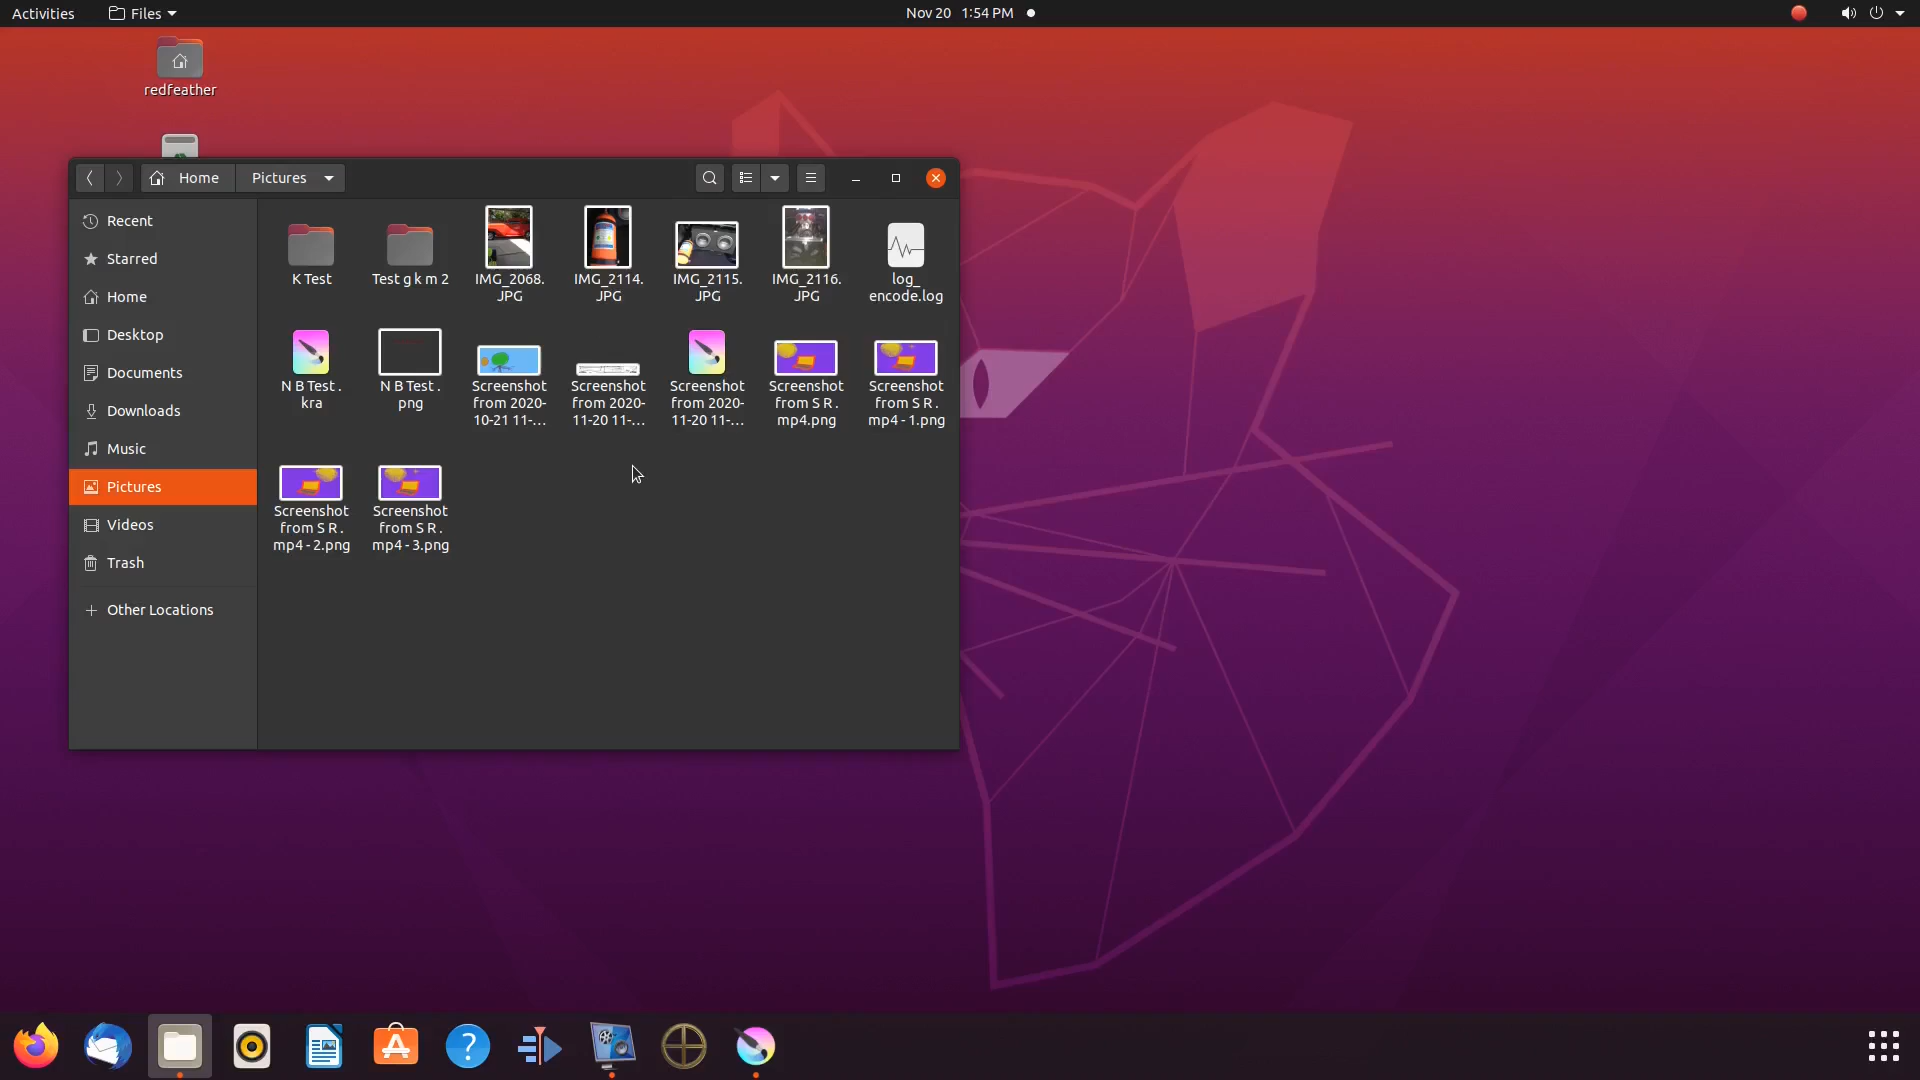 Activities Files Nov 20 1:54 PM
redfeather
Home Pictures
Recent
Starred
Home
Desktop
Documents
Downloads
Music
Pictures
Videos
Trash
Other Locations
K Test
Test g k m 2
IMG_2068.
JPG
IMG_2114.
JPG
IMG_2115.
JPG
IMG_2116.
JPG
log_
encode.log
N B Test .
kra
N B Test .
png
Screenshot
from 2020-
10-21 11-…
Screenshot
from 2020-
11-20 11-…
Screenshot
from 2020-
11-20 11-…
Screenshot
from S R .
mp4.png
Screenshot
from S R .
mp4 - 1.png
Screenshot
from S R .
mp4 - 2.png
Screenshot
from S R .
mp4 - 3.png